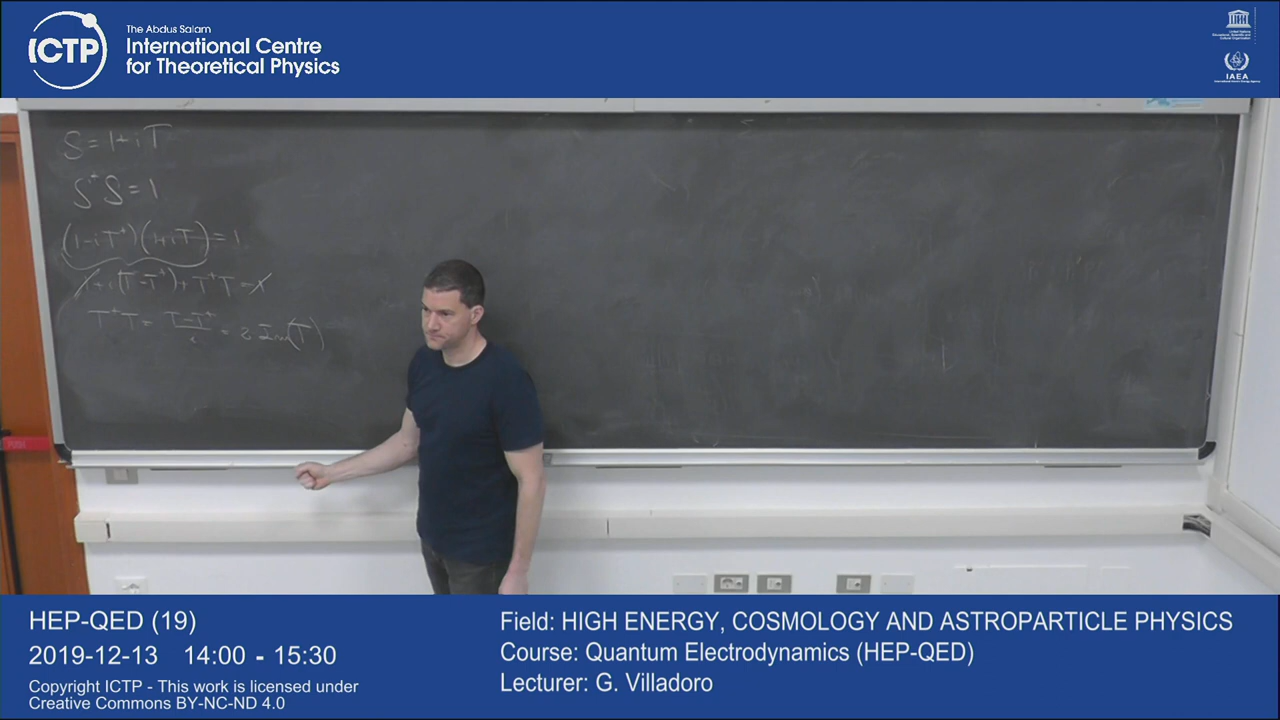 The Abdus Salam
ICTP
International Centre
for Theoretical Physics
IAEA
S=1+iT
S⁺S=1
(1-iT⁺)(1+iT)=1
1+i(T-T⁺)+T⁺T=1
T⁺T = (T-T⁺)/i = 2 Im(T)
PUSH
HEP-QED (19)
2019-12-13 14:00 - 15:30
Copyright ICTP - This work is licensed under
Creative Commons BY-NC-ND 4.0
Field: HIGH ENERGY, COSMOLOGY AND ASTROPARTICLE PHYSICS
Course: Quantum Electrodynamics (HEP-QED)
Lecturer: G. Villadoro